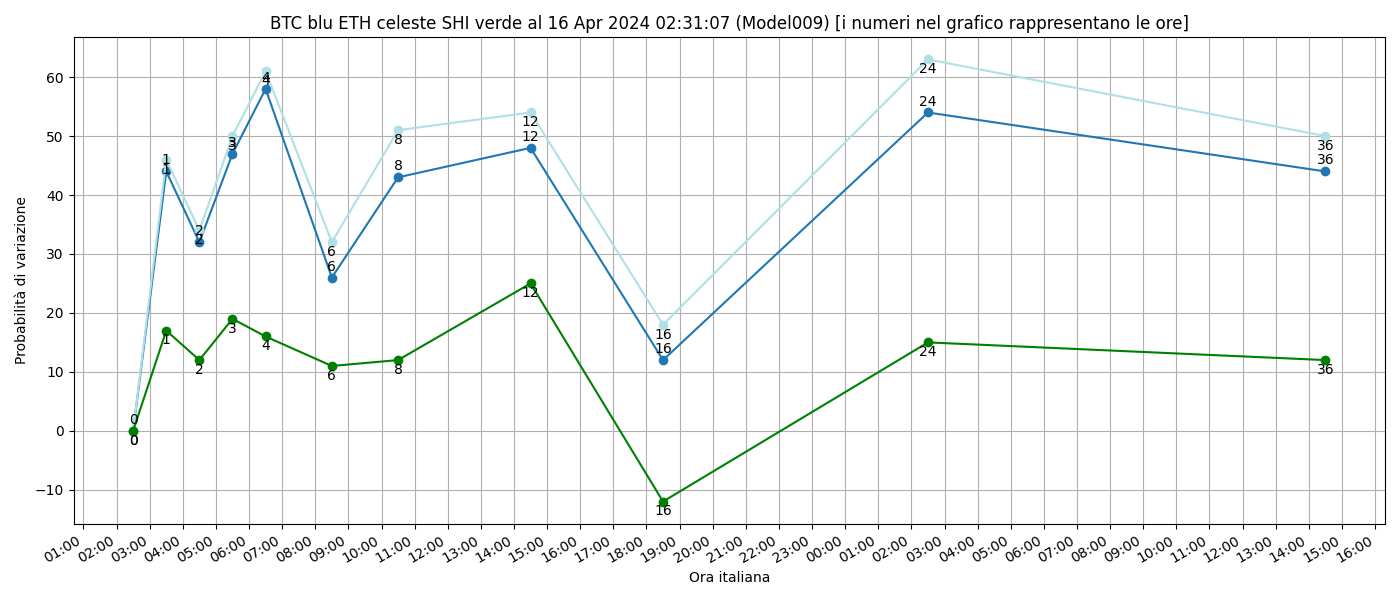 BTC blu ETH celeste SHI verde al 16 Apr 2024 02:31:07 (Model009) [i numeri nel grafico rappresentano le ore]
Probabilità di variazione
60
50
40
30
20
10
0
−10
0 1 2 3 4 6 8 12 16 24 36
0 1 2 3 4 6 8 12 16 24 36
0 1 2 3 4 6 8 12 16 24 36
01:00 02:00 03:00 04:00 05:00 06:00 07:00 08:00 09:00 10:00 11:00 12:00 13:00 14:00 15:00 16:00 17:00 18:00 19:00 20:00 21:00 22:00 23:00 00:00 01:00 02:00 03:00 04:00 05:00 06:00 07:00 08:00 09:00 10:00 11:00 12:00 13:00 14:00 15:00 16:00
Ora italiana